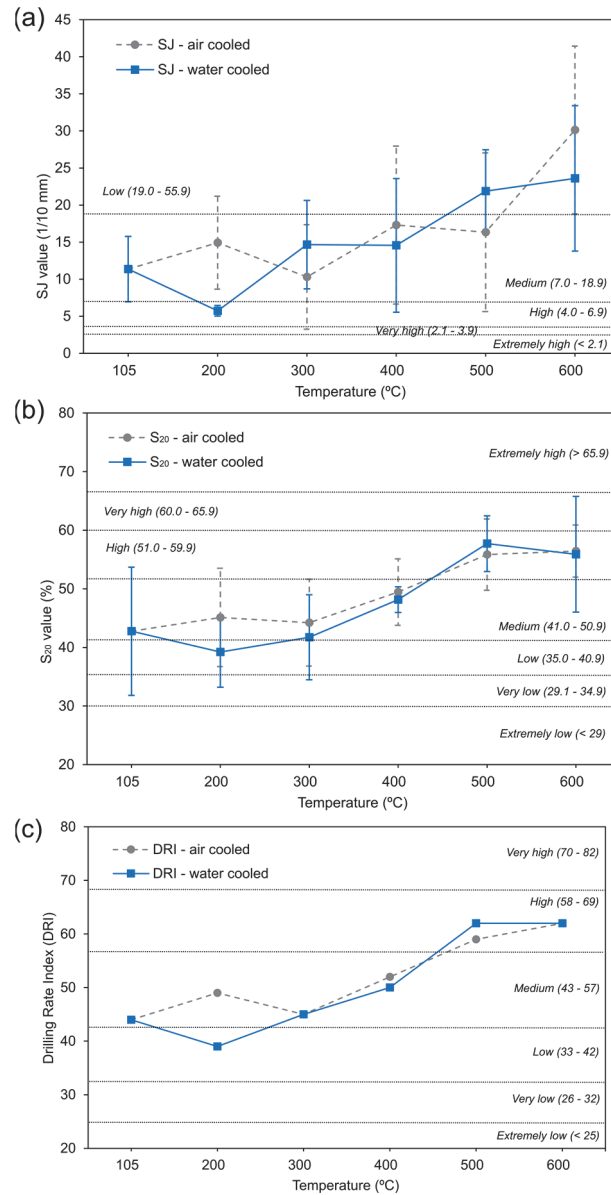 (a)
SJ - air cooled
SJ - water cooled
45
40
35
30
25
20
15
10
5
0
SJ value (1/10 mm)
Low (19.0 - 55.9)
Medium (7.0 - 18.9)
High (4.0 - 6.9)
Very high (2.1 - 3.9)
Extremely high (< 2.1)
105 200 300 400 500 600
Temperature (ºC)
(b)
S20 - air cooled
S20 - water cooled
80
70
60
50
40
30
20
S20 value (%)
Extremely high (> 65.9)
Very high (60.0 - 65.9)
High (51.0 - 59.9)
Medium (41.0 - 50.9)
Low (35.0 - 40.9)
Very low (29.1 - 34.9)
Extremely low (< 29)
105 200 300 400 500 600
Temperature (ºC)
(c)
DRI - air cooled
DRI - water cooled
80
70
60
50
40
30
20
Drilling Rate Index (DRI)
Very high (70 - 82)
High (58 - 69)
Medium (43 - 57)
Low (33 - 42)
Very low (26 - 32)
Extremely low (< 25)
105 200 300 400 500 600
Temperature (ºC)